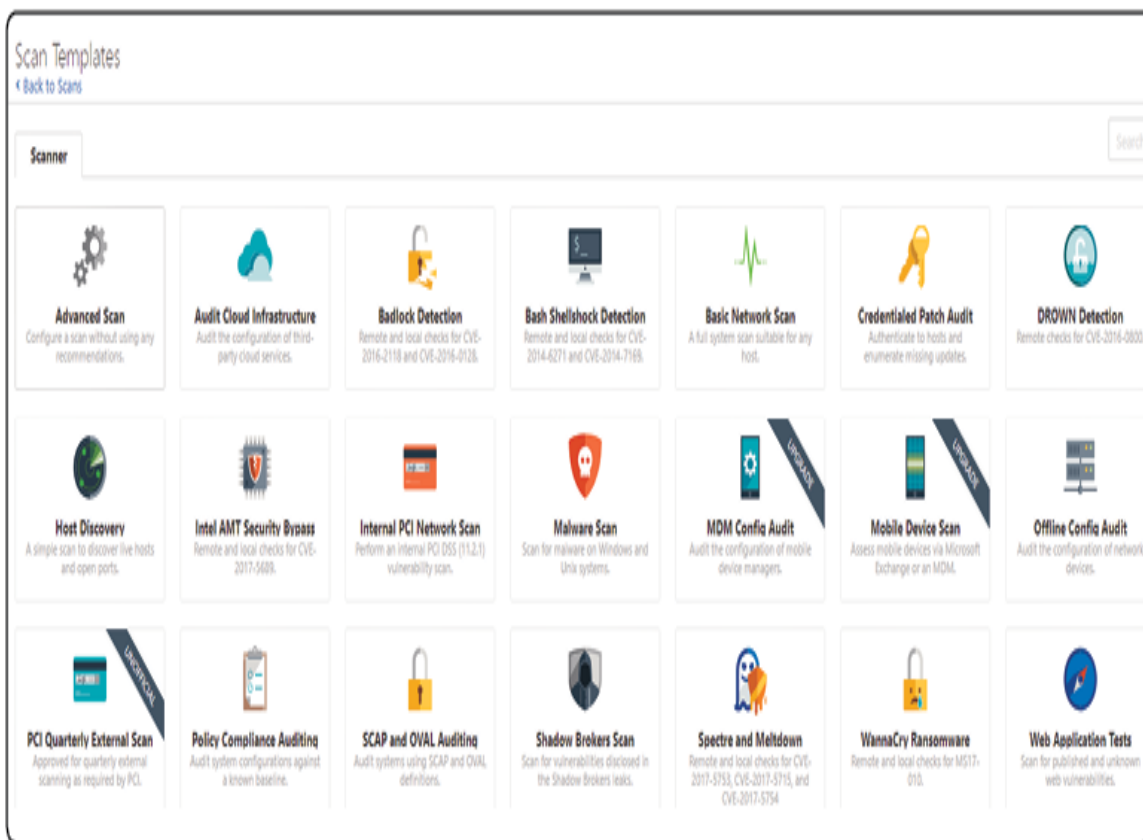 Scan Templates
< Back to Scans
Scanner
Search
Advanced Scan
Configure a scan without using any
recommendations.
Audit Cloud Infrastructure
Audit the configuration of third-
party cloud services.
Badlock Detection
Remote and local checks for CVE-
2016-2118 and CVE-2016-0128.
$_
Bash Shellshock Detection
Remote and local checks for CVE-
2014-6271 and CVE-2014-7169.
Basic Network Scan
A full system scan suitable for any
host.
Credentialed Patch Audit
Authenticate to hosts and
enumerate missing updates.
DROWN Detection
Remote checks for CVE-2016-0800
Host Discovery
A simple scan to discover live hosts
and open ports.
Intel AMT Security Bypass
Remote and local checks for CVE-
2017-5689.
Internal PCI Network Scan
Perform an internal PCI DSS (11.2.1)
vulnerability scan.
Malware Scan
Scan for malware on Windows and
Unix systems.
UPGRADE
MDM Config Audit
Audit the configuration of mobile
device managers.
UPGRADE
Mobile Device Scan
Assess mobile devices via Microsoft
Exchange or an MDM.
Offline Config Audit
Audit the configuration of network
devices.
UNOFFICIAL
PCI Quarterly External Scan
Approved for quarterly external
scanning as required by PCI.
Policy Compliance Auditing
Audit system configurations against
a known baseline.
SCAP and OVAL Auditing
Audit systems using SCAP and OVAL
definitions.
Shadow Brokers Scan
Scan for vulnerabilities disclosed in
the Shadow Brokers leaks.
Spectre and Meltdown
Remote and local checks for CVE-
2017-5753, CVE-2017-5715, and
CVE-2017-5754
WannaCry Ransomware
Remote and local checks for MS17-
010.
Web Application Tests
Scan for published and unknown
web vulnerabilities.